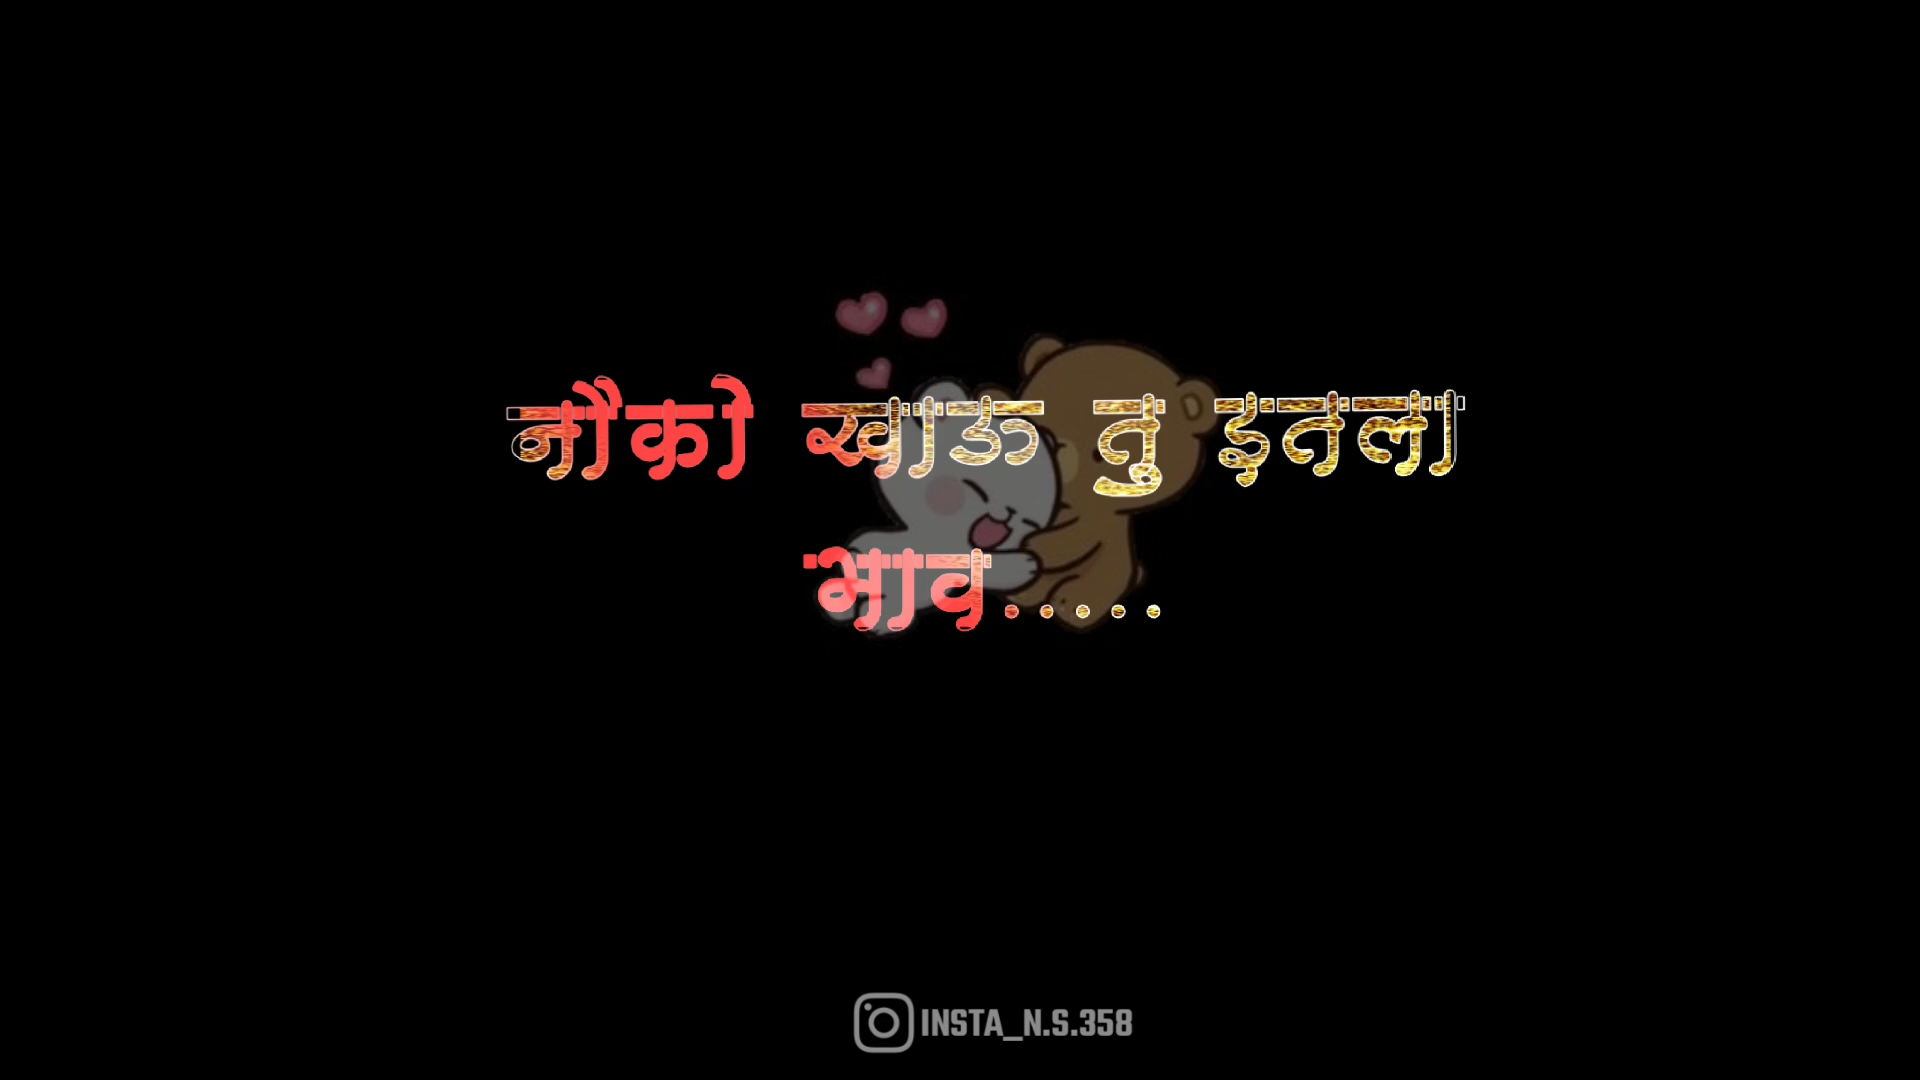 नौको खाऊ तु इतला
भाव.....
INSTA_N.S.358